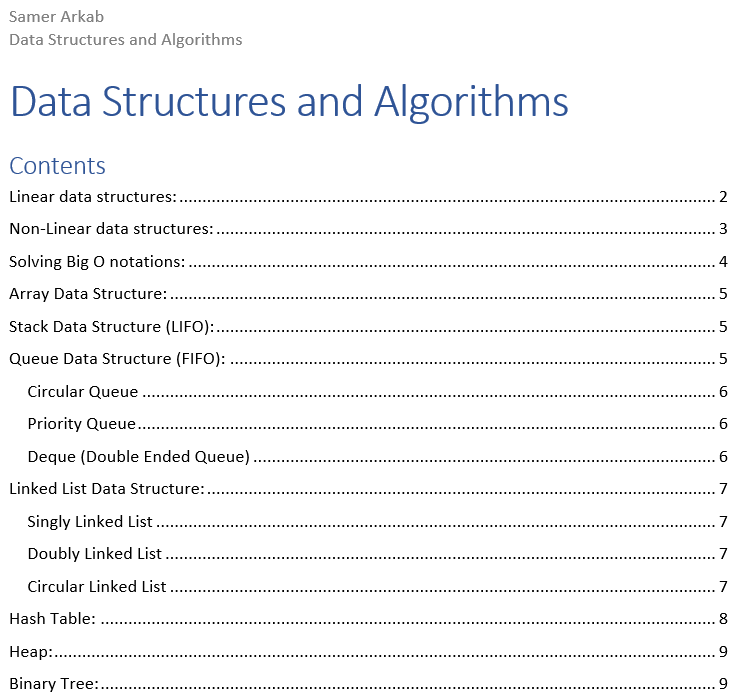 Samer Arkab
Data Structures and Algorithms
Data Structures and Algorithms
Contents
Linear data structures: ........ 2
Non-Linear data structures: ........ 3
Solving Big O notations: ........ 4
Array Data Structure: ........ 5
Stack Data Structure (LIFO): ........ 5
Queue Data Structure (FIFO): ........ 5
Circular Queue ........ 6
Priority Queue ........ 6
Deque (Double Ended Queue) ........ 6
Linked List Data Structure: ........ 7
Singly Linked List ........ 7
Doubly Linked List ........ 7
Circular Linked List ........ 7
Hash Table: ........ 8
Heap: ........ 9
Binary Tree: ........ 9